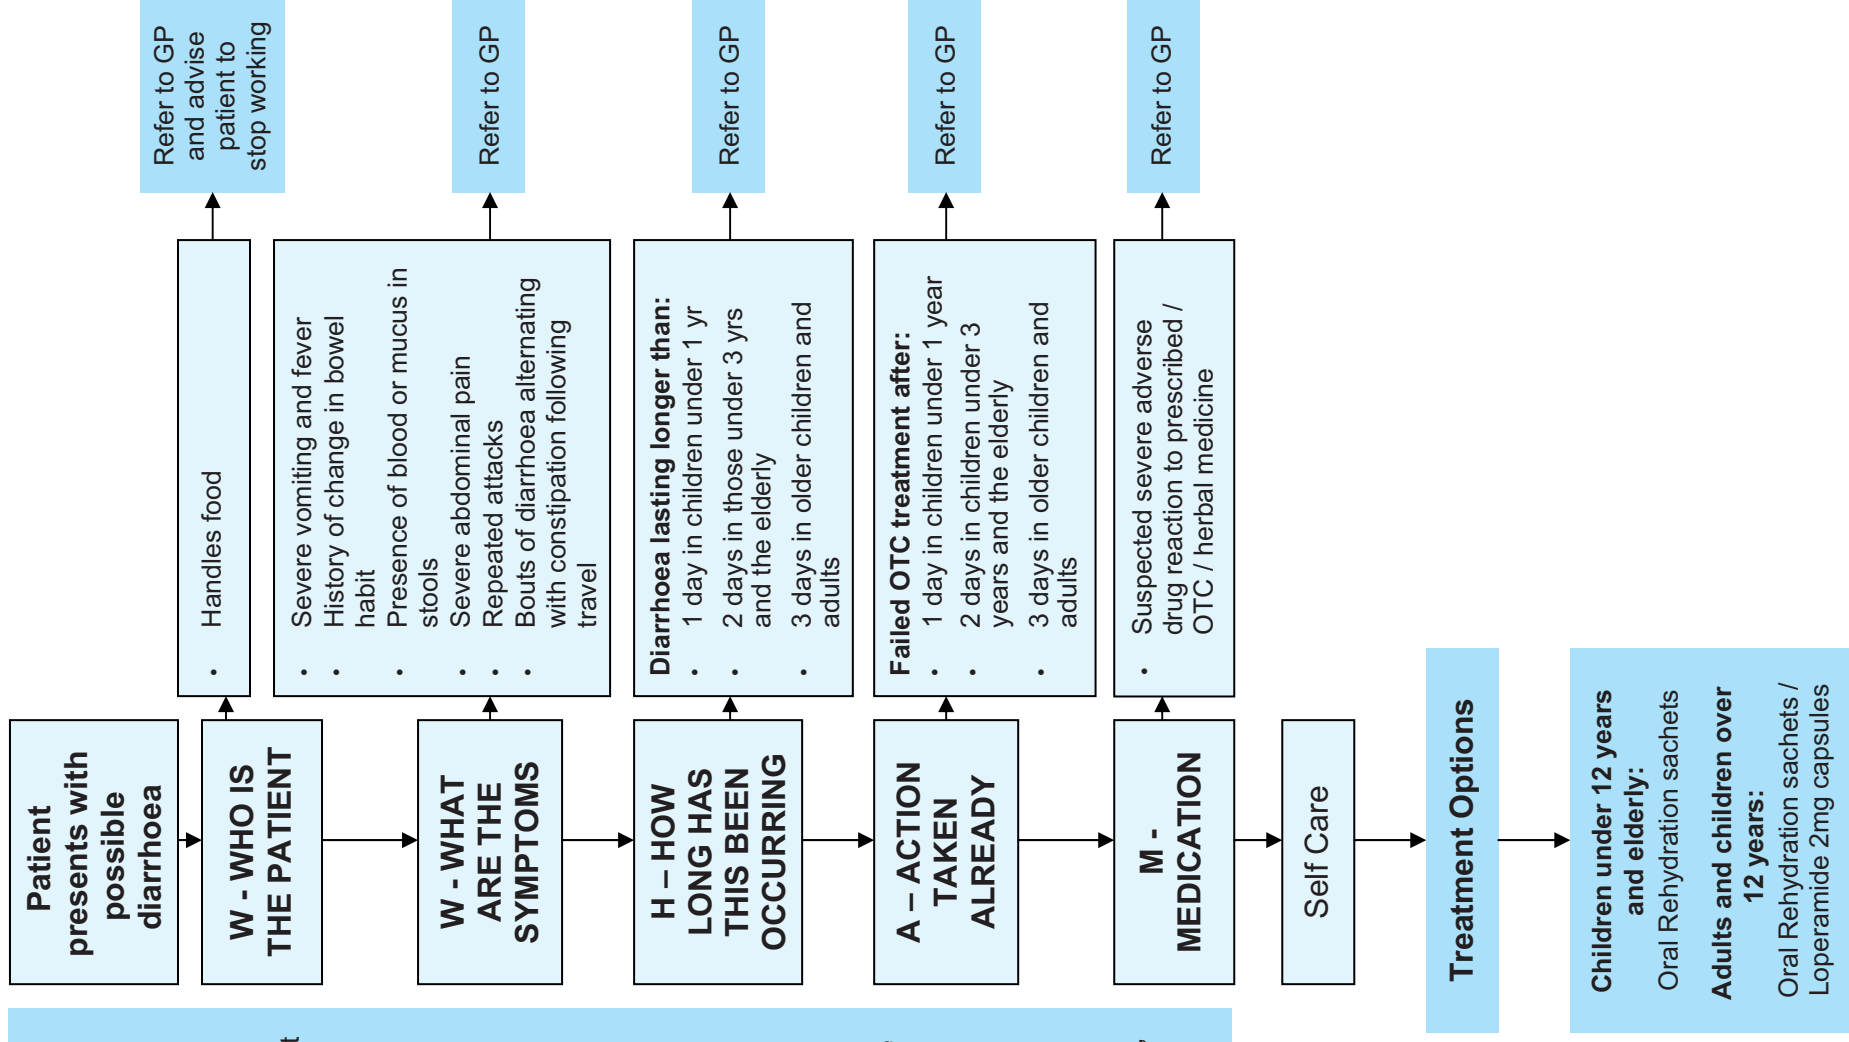 Patient
presents with
possible
diarrhoea
W - WHO IS
THE PATIENT
• Handles food
Refer to GP
and advise
patient to
stop working
W - WHAT
ARE THE
SYMPTOMS
• Severe vomiting and fever
• History of change in bowel
habit
• Presence of blood or mucus in
stools
• Severe abdominal pain
• Repeated attacks
• Bouts of diarrhoea alternating
with constipation following
travel
Refer to GP
H – HOW
LONG HAS
THIS BEEN
OCCURRING
Diarrhoea lasting longer than:
• 1 day in children under 1 yr
• 2 days in those under 3 yrs
and the elderly
• 3 days in older children and
adults
Refer to GP
A – ACTION
TAKEN
ALREADY
Failed OTC treatment after:
• 1 day in children under 1 year
• 2 days in children under 3
years and the elderly
• 3 days in older children and
adults
Refer to GP
M -
MEDICATION
• Suspected severe adverse
drug reaction to prescribed /
OTC / herbal medicine
Refer to GP
Self Care
Treatment Options
Children under 12 years
and elderly:
Oral Rehydration sachets
Adults and children over
12 years:
Oral Rehydration sachets /
Loperamide 2mg capsules